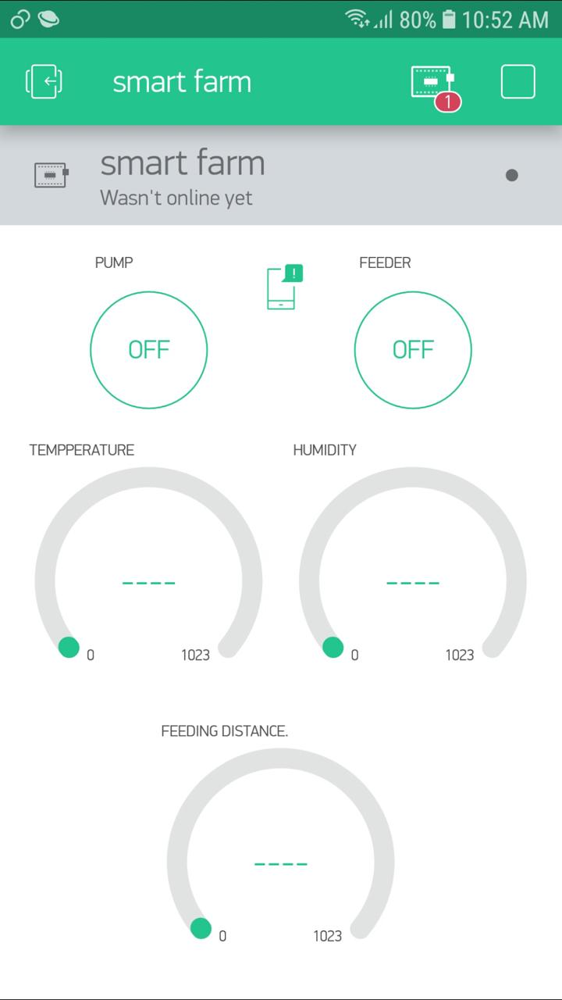 80% 10:52 AM
smart farm
1
smart farm
Wasn't online yet
PUMP
!
FEEDER
OFF
OFF
TEMPPERATURE
HUMIDITY
----
----
0
1023
0
1023
FEEDING DISTANCE.
----
0
1023